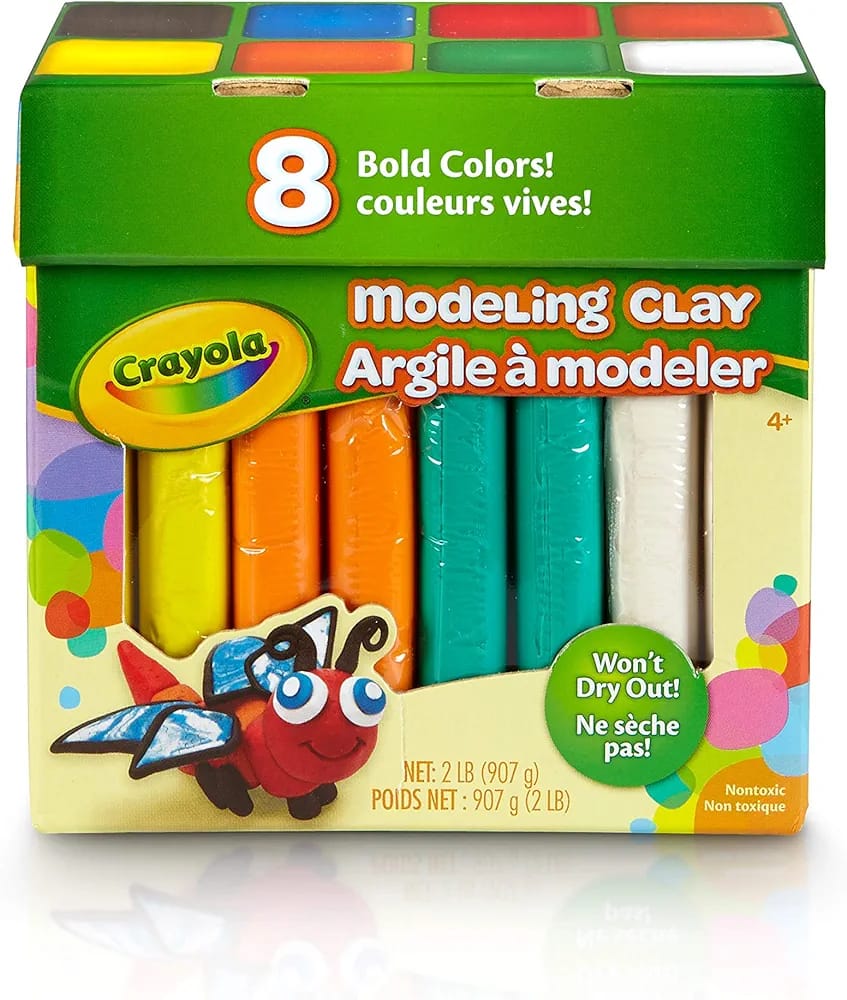 8
Bold Colors!
couleurs vives!
Crayola
®
Modeling Clay
Argile à modeler
4+
Won't
Dry Out!
Ne sèche
pas!
NET: 2 LB (907 g)
POIDS NET : 907 g (2 LB)
Nontoxic
Non toxique